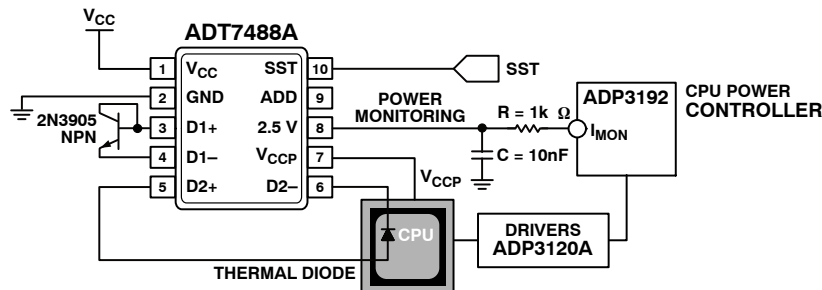 ADT7488A
VCC
1 VCC
SST 10
SST
2 GND
ADD 9
POWER
MONITORING
R = 1k Ω
ADP3192
CPU POWER
CONTROLLER
2N3905
NPN
3 D1+
2.5 V 8
IMON
4 D1−
VCCP 7
C = 10nF
5 D2+
D2− 6
VCCP
CPU
DRIVERS
ADP3120A
THERMAL DIODE